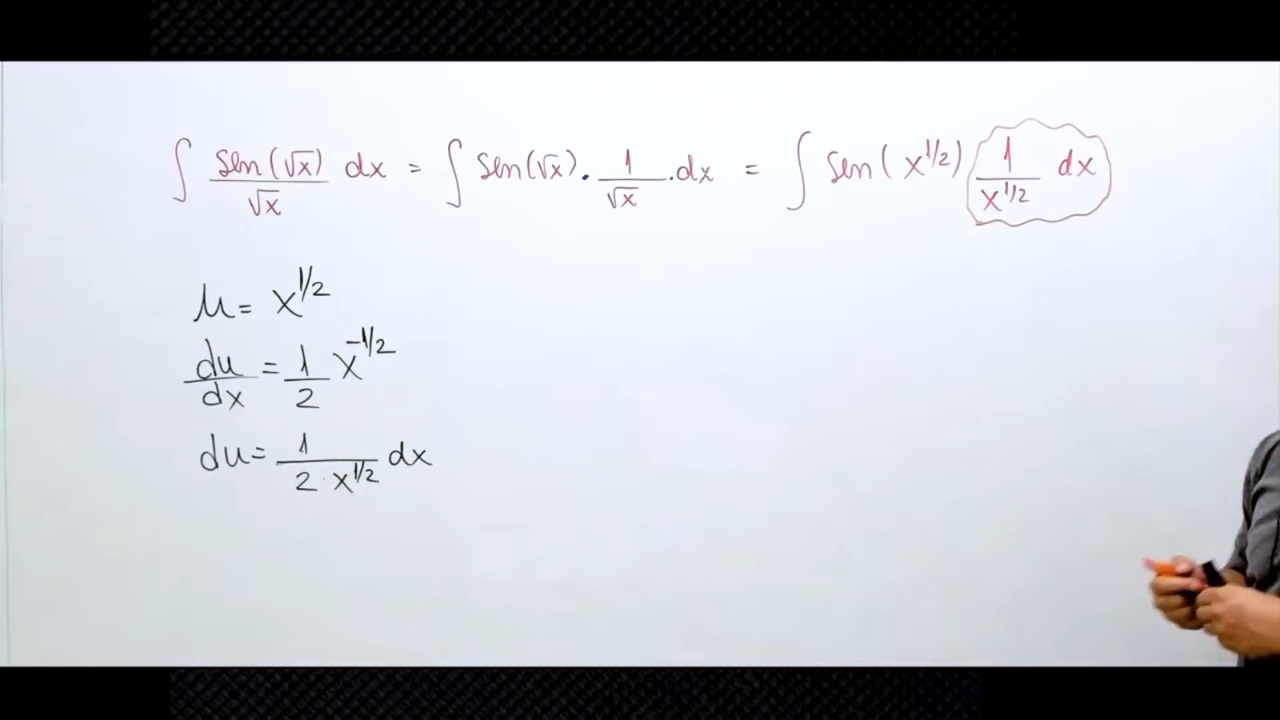 ∫ sen(√x)/√x dx = ∫ sen(√x) · 1/√x · dx = ∫ sen(x^1/2) 1/x^1/2 dx
u = x^1/2
du/dx = 1/2 x^-1/2
du = 1/2·x^1/2 dx